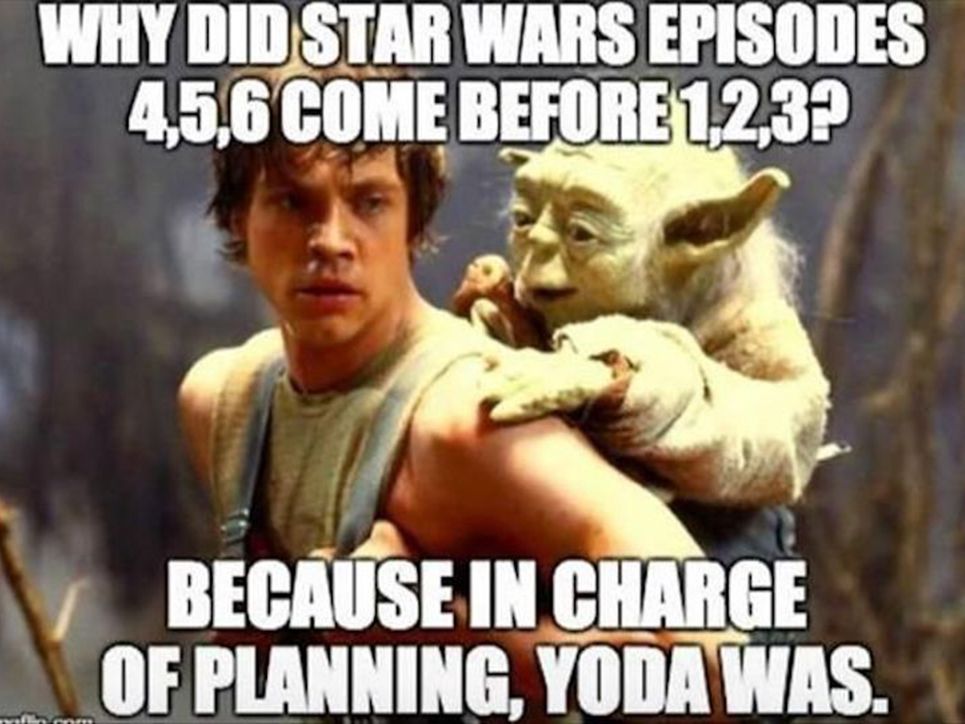 WHY DID STAR WARS EPISODES
4,5,6 COME BEFORE 1,2,3?
BECAUSE IN CHARGE
OF PLANNING, YODA WAS.